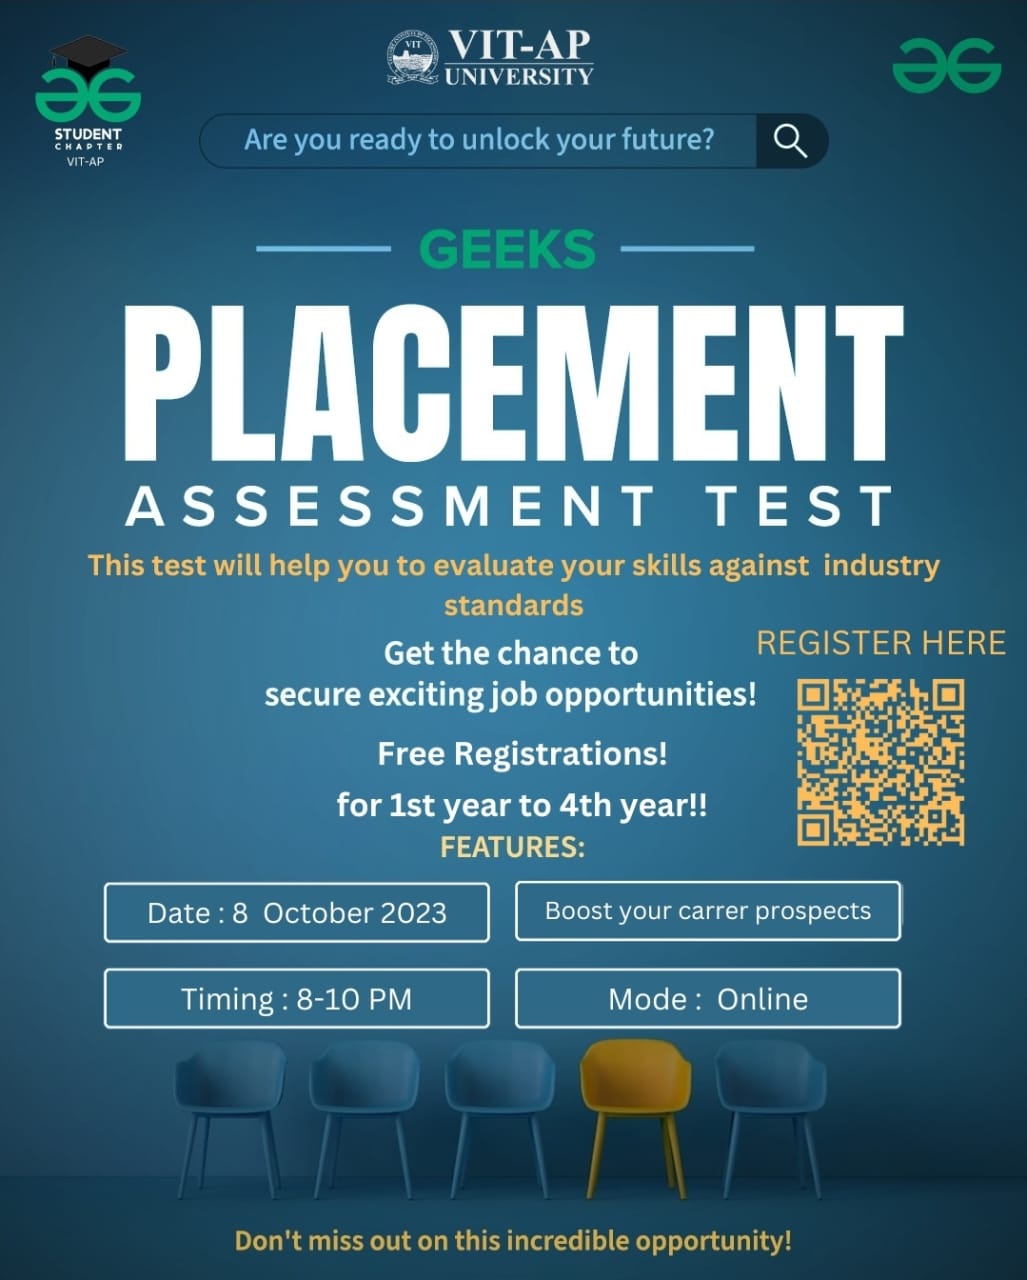 STUDENT
CHAPTER
VIT-AP
VIT
VIT-AP
UNIVERSITY
Are you ready to unlock your future?
GEEKS
PLACEMENT
ASSESSMENT TEST
This test will help you to evaluate your skills against industry
standards
Get the chance to
secure exciting job opportunities!
REGISTER HERE
Free Registrations!
for 1st year to 4th year!!
FEATURES:
Date : 8 October 2023
Boost your carrer prospects
Timing : 8-10 PM
Mode : Online
Don't miss out on this incredible opportunity!